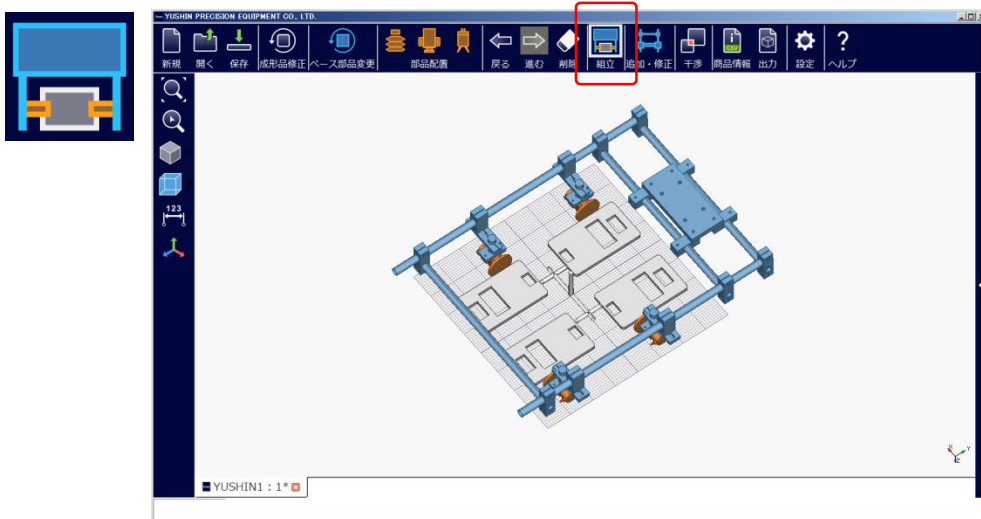 YUSHIN PRECISION EQUIPMENT CO., LTD.
新規 開く 保存 成形品修正 ベース部品変更 部品配置 戻る 進む 削除 組立 追加・修正 干渉 商品情報 出力 設定 ヘルプ
i CSV ?
123
X Y Z
YUSHIN1 : 1*